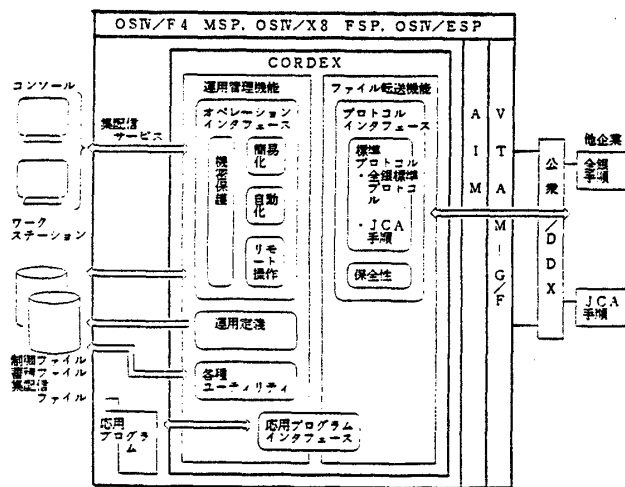 OSⅣ/F4 MSP, OSⅣ/X8 FSP, OSⅣ/ESP
CORDEX
コンソール
集配信
サービス
ワーク
ステーション
制御ファイル
蓄積ファイル
集配信
ファイル
応用
プログラ
ム
運用管理機能
オペレーション
インタフェース
機密保護
簡易
化
自動
化
リモ
ート
操作
運用定義
各種
ユーティリティ
ファイル転送機能
プロトコル
インタフェース
標準
プロトコル
・全銀標準
プロトコ
ル
・JCA
手順
保全性
応用プログラム
インタフェース
AIM
VTAM-G/F
公衆/DDX
他企業
全銀
手順
JCA
手順